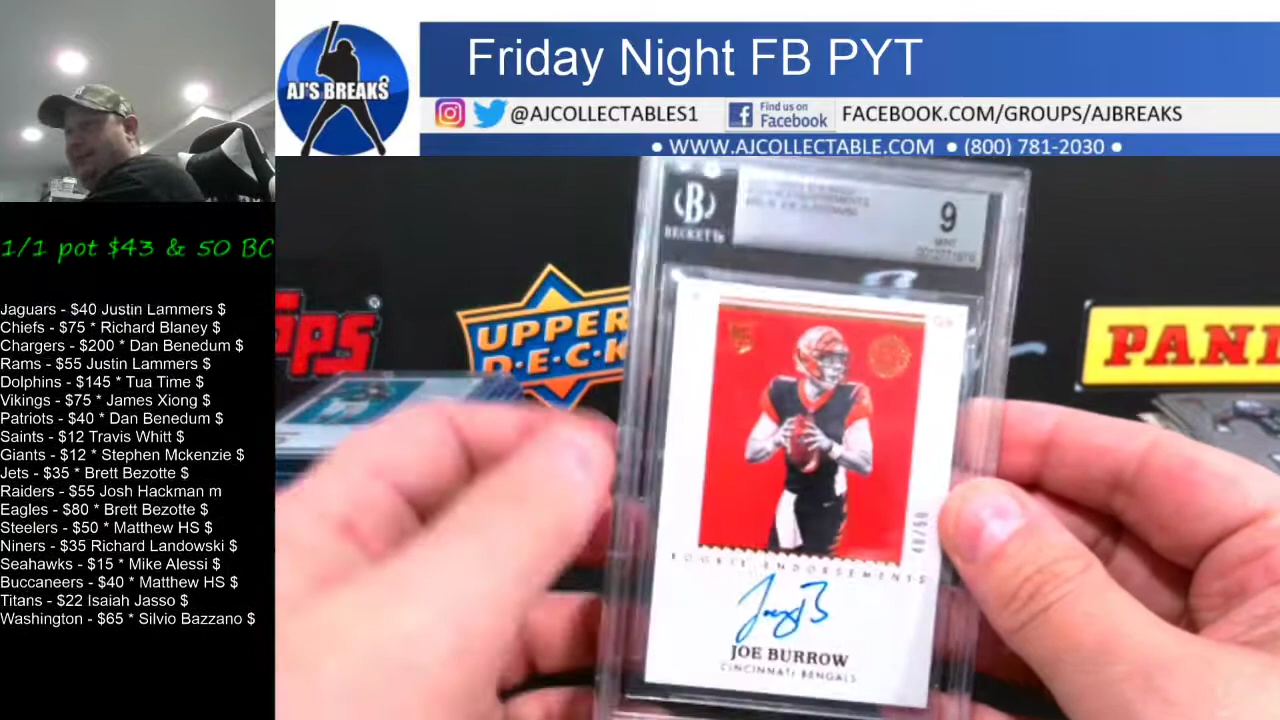 Friday Night FB PYT
AJ'S BREAKS
@AJCOLLECTABLES1
Find us on
Facebook
FACEBOOK.COM/GROUPS/AJBREAKS
• WWW.AJCOLLECTABLE.COM • (800) 781-2030 •
1/1 pot $43 & 50 BC
Jaguars - $40 Justin Lammers $
Chiefs - $75 * Richard Blaney $
Chargers - $200 * Dan Benedum $
Rams - $55 Justin Lammers $
Dolphins - $145 * Tua Time $
Vikings - $75 * James Xiong $
Patriots - $40 * Dan Benedum $
Saints - $12 Travis Whitt $
Giants - $12 * Stephen Mckenzie $
Jets - $35 * Brett Bezotte $
Raiders - $55 Josh Hackman m
Eagles - $80 * Brett Bezotte $
Steelers - $50 * Matthew HS $
Niners - $35 Richard Landowski $
Seahawks - $15 * Mike Alessi $
Buccaneers - $40 * Matthew HS $
Titans - $22 Isaiah Jasso $
Washington - $65 * Silvio Bazzano $
B
BECKETT
9
MINT
UPPER
D·E·C·K
ROOKIE ENDORSEMENTS
JOE BURROW
CINCINNATI BENGALS